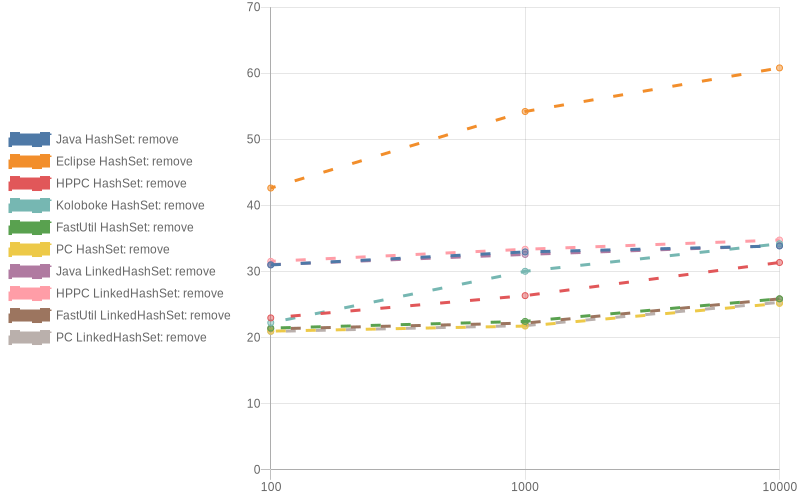 70
60
50
40
30
20
10
0
100
1000
10000
Java HashSet: remove
Eclipse HashSet: remove
HPPC HashSet: remove
Koloboke HashSet: remove
FastUtil HashSet: remove
PC HashSet: remove
Java LinkedHashSet: remove
HPPC LinkedHashSet: remove
FastUtil LinkedHashSet: remove
PC LinkedHashSet: remove